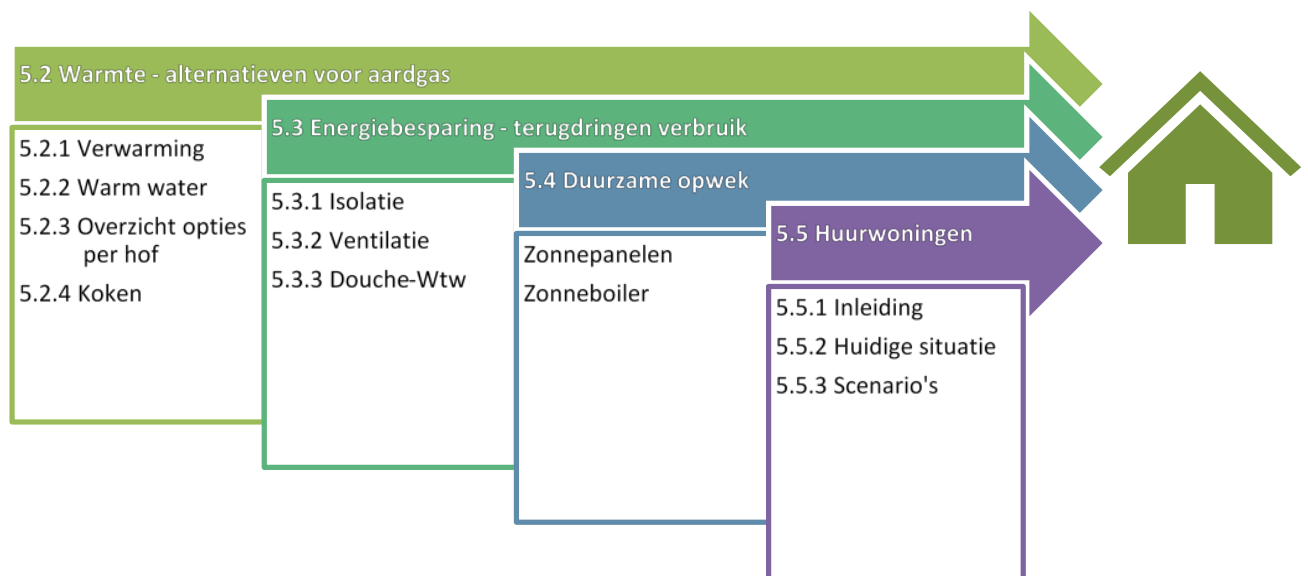 5.2 Warmte - alternatieven voor aardgas
5.2.1 Verwarming
5.2.2 Warm water
5.2.3 Overzicht opties
per hof
5.2.4 Koken
5.3 Energiebesparing - terugdringen verbruik
5.3.1 Isolatie
5.3.2 Ventilatie
5.3.3 Douche-Wtw
5.4 Duurzame opwek
Zonnepanelen
Zonneboiler
5.5 Huurwoningen
5.5.1 Inleiding
5.5.2 Huidige situatie
5.5.3 Scenario's